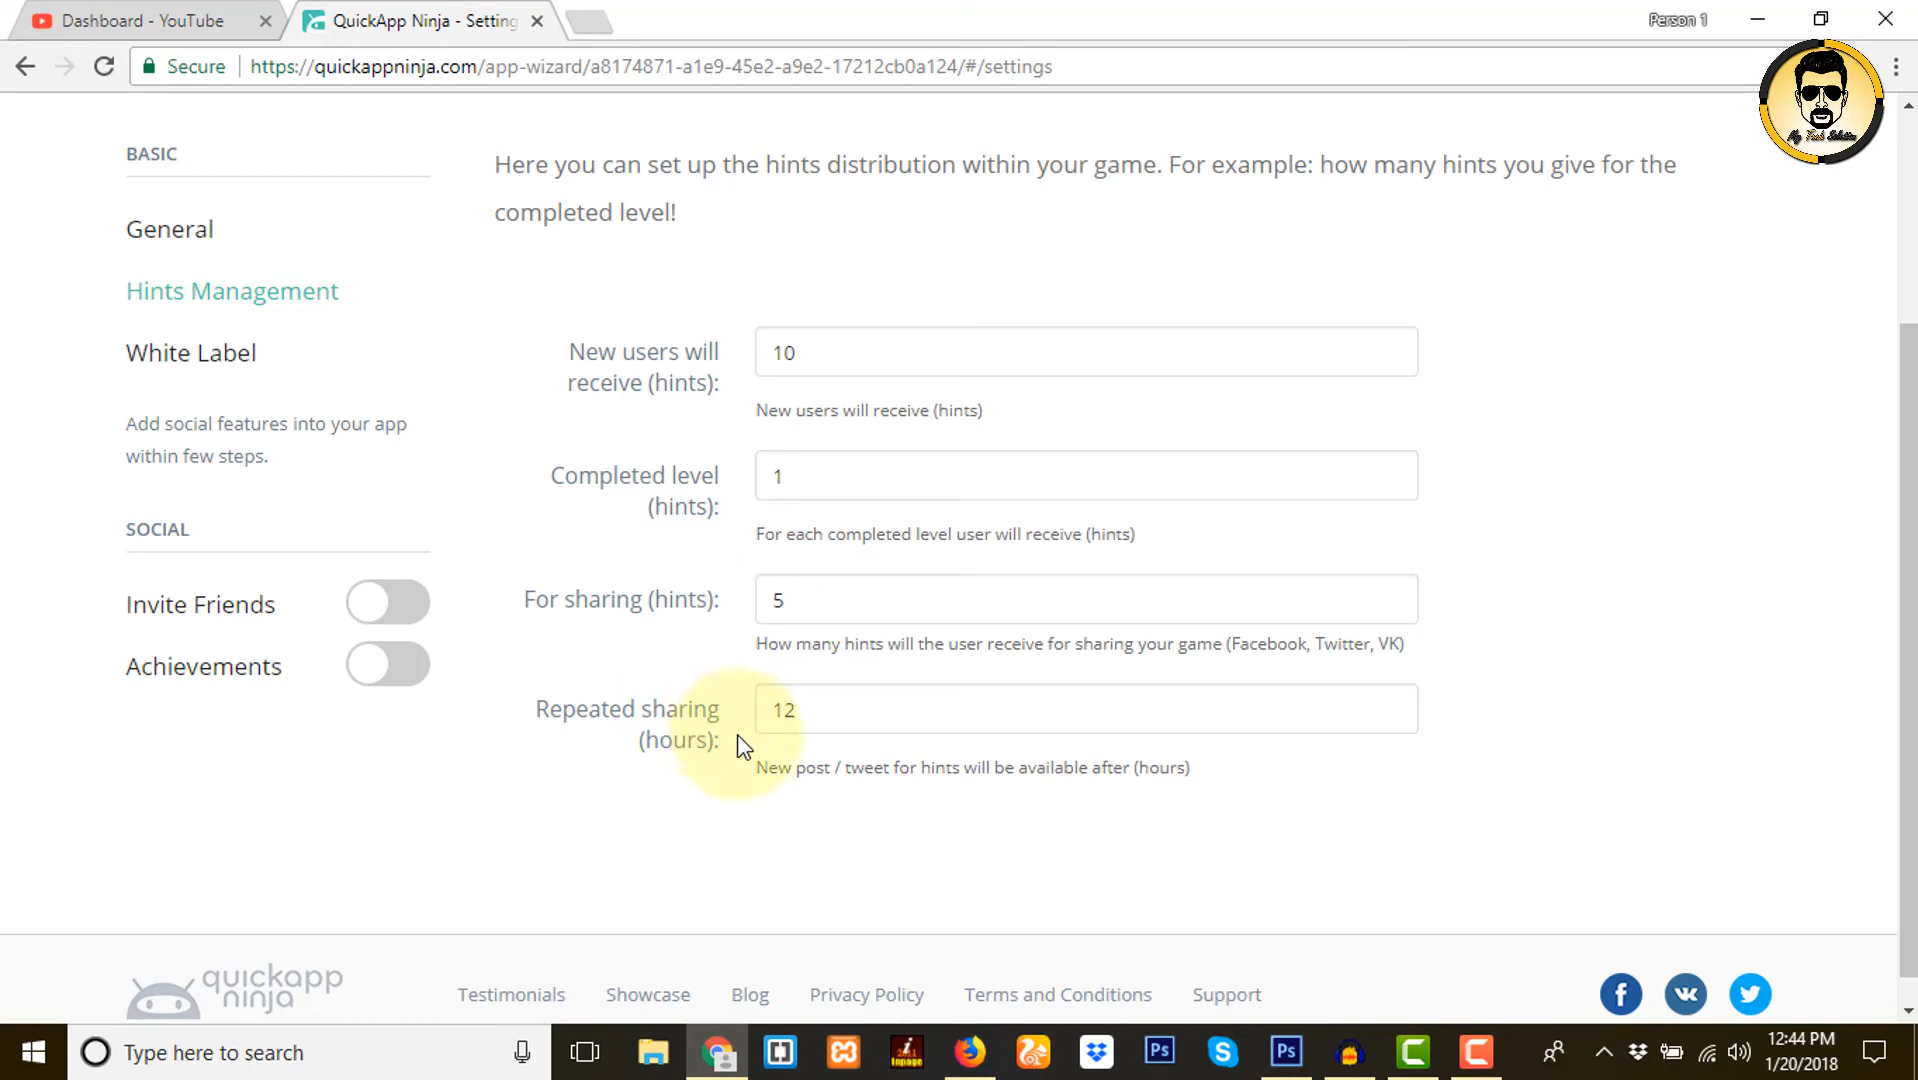 Dashboard - YouTube
QuickApp Ninja - Setting
Person 1
Secure
https://quickappninja.com/app-wizard/a8174871-a1e9-45e2-a9e2-17212cb0a124/#/settings
My Tech Solution
BASIC
General
Hints Management
White Label
Add social features into your app
within few steps.
SOCIAL
Invite Friends
Achievements
Here you can set up the hints distribution within your game. For example: how many hints you give for the
completed level!
New users will
receive (hints):
10
New users will receive (hints)
Completed level
(hints):
1
For each completed level user will receive (hints)
For sharing (hints):
5
How many hints will the user receive for sharing your game (Facebook, Twitter, VK)
Repeated sharing
(hours):
12
New post / tweet for hints will be available after (hours)
quickapp
ninja
Testimonials
Showcase
Blog
Privacy Policy
Terms and Conditions
Support
Type here to search
inpage
Ps
Ps
12:44 PM
1/20/2018